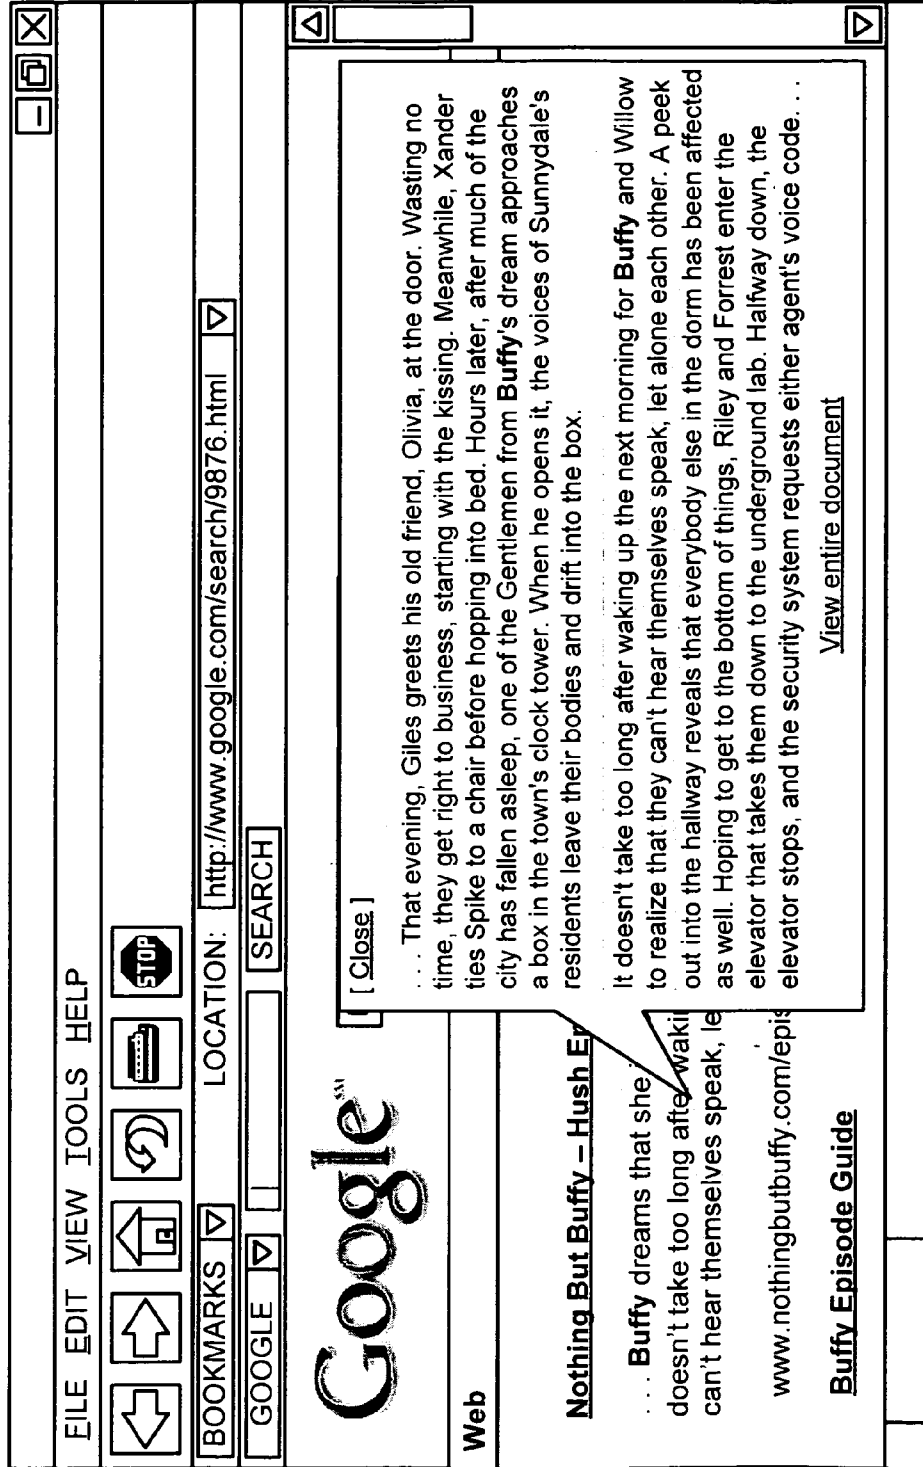 FILE EDIT VIEW TOOLS HELP
STOP
BOOKMARKS
LOCATION:
http://www.google.com/search/9876.html
GOOGLE
SEARCH
Google SM
[ Close ]
Web
. . . That evening, Giles greets his old friend, Olivia, at the door. Wasting no
time, they get right to business, starting with the kissing. Meanwhile, Xander
ties Spike to a chair before hopping into bed. Hours later, after much of the
city has fallen asleep, one of the Gentlemen from Buffy's dream approaches
a box in the town's clock tower. When he opens it, the voices of Sunnydale's
residents leave their bodies and drift into the box.
It doesn't take too long after waking up the next morning for Buffy and Willow
to realize that they can't hear themselves speak, let alone each other. A peek
out into the hallway reveals that everybody else in the dorm has been affected
as well. Hoping to get to the bottom of things, Riley and Forrest enter the
elevator that takes them down to the underground lab. Halfway down, the
elevator stops, and the security system requests either agent's voice code. . .
View entire document
Nothing But Buffy – Hush Ep
. . . Buffy dreams that she
doesn't take too long after waki
can't hear themselves speak, le
www.nothingbutbuffy.com/epis
Buffy Episode Guide